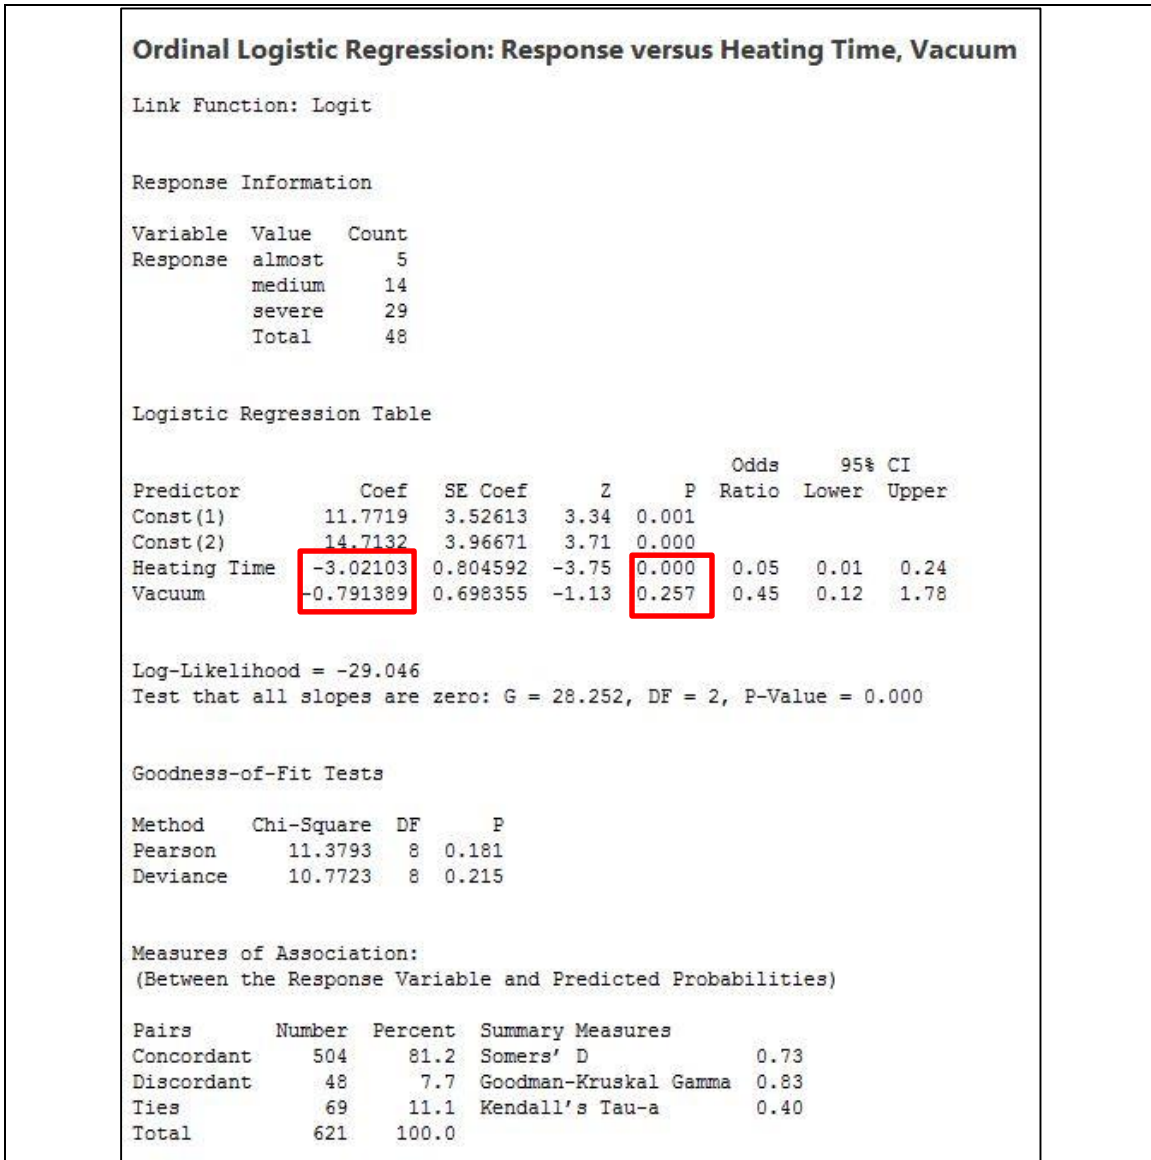 Ordinal Logistic Regression: Response versus Heating Time, Vacuum
Link Function: Logit
Response Information
Variable Value Count
Response almost 5
medium 14
severe 29
Total 48
Logistic Regression Table
Odds 95% CI
Predictor Coef SE Coef Z P Ratio Lower Upper
Const(1) 11.7719 3.52613 3.34 0.001
Const(2) 14.7132 3.96671 3.71 0.000
Heating Time -3.02103 0.804592 -3.75 0.000 0.05 0.01 0.24
Vacuum -0.791389 0.698355 -1.13 0.257 0.45 0.12 1.78
Log-Likelihood = -29.046
Test that all slopes are zero: G = 28.252, DF = 2, P-Value = 0.000
Goodness-of-Fit Tests
Method Chi-Square DF P
Pearson 11.3793 8 0.181
Deviance 10.7723 8 0.215
Measures of Association:
(Between the Response Variable and Predicted Probabilities)
Pairs Number Percent Summary Measures
Concordant 504 81.2 Somers' D 0.73
Discordant 48 7.7 Goodman-Kruskal Gamma 0.83
Ties 69 11.1 Kendall's Tau-a 0.40
Total 621 100.0